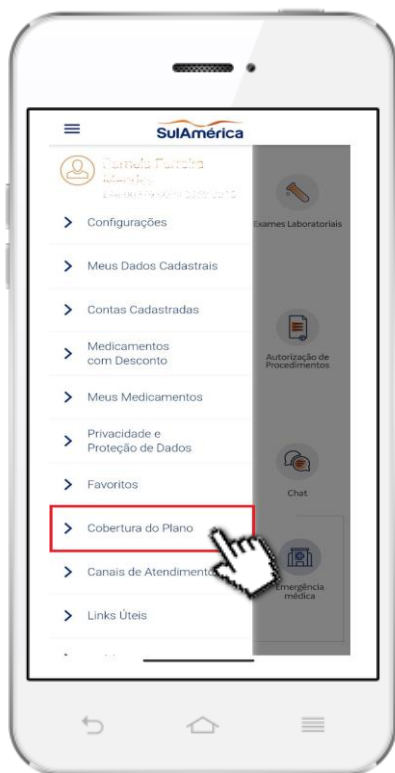 SulAmérica
Configurações
Meus Dados Cadastrais
Contas Cadastradas
Medicamentos
com Desconto
Meus Medicamentos
Privacidade e
Proteção de Dados
Favoritos
Cobertura do Plano
Canais de Atendimento
Links Úteis
Exames Laboratoriais
Autorização de
Procedimentos
Chat
Emergência
médica